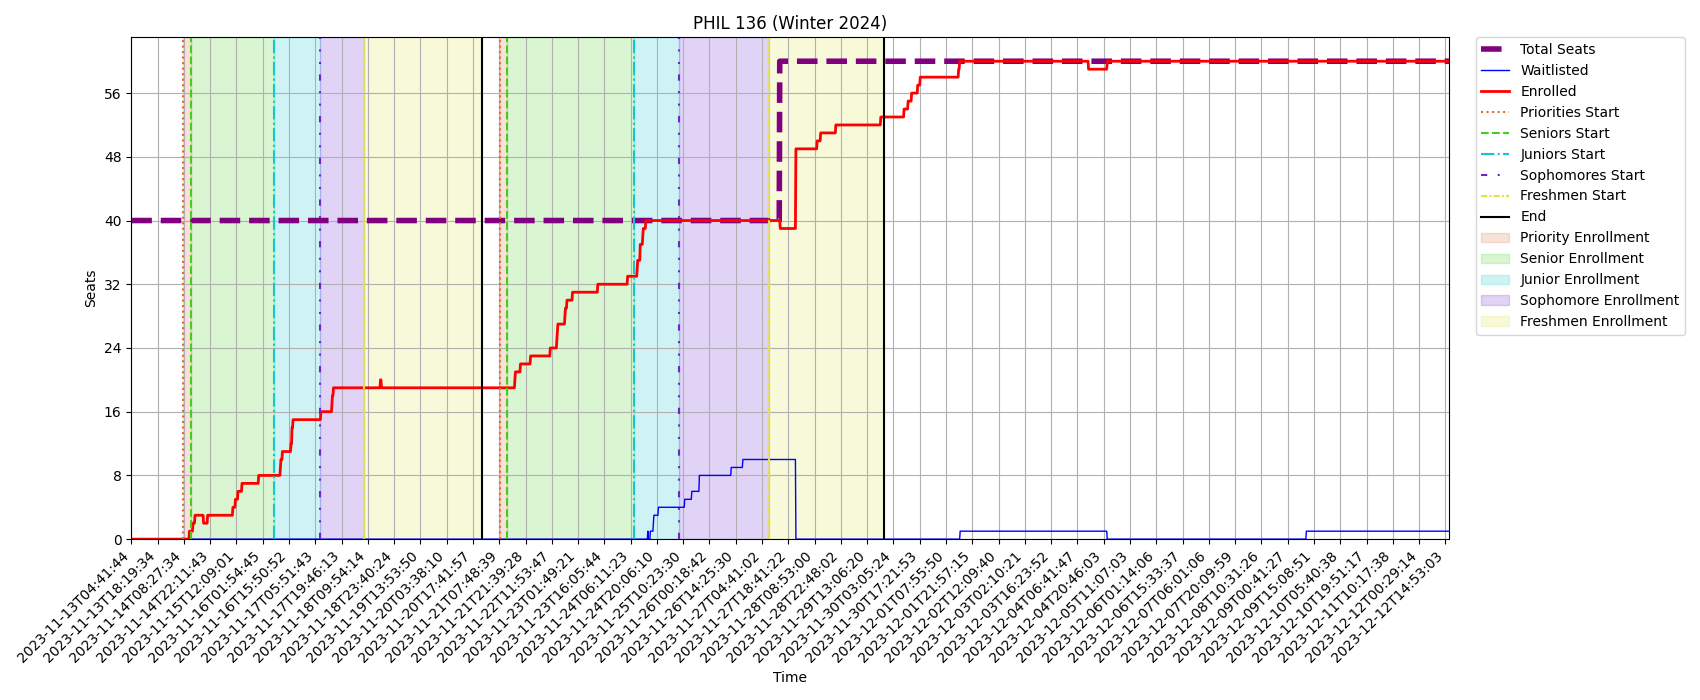 PHIL 136 (Winter 2024)
Seats
56
48
40
32
24
16
8
0
2023-11-13T04:41:44
2023-11-13T18:19:34
2023-11-14T08:27:34
2023-11-14T22:11:43
2023-11-15T12:09:01
2023-11-16T01:54:45
2023-11-16T15:50:52
2023-11-17T05:51:43
2023-11-17T19:46:13
2023-11-18T09:54:14
2023-11-18T23:40:24
2023-11-19T13:53:50
2023-11-20T03:38:10
2023-11-20T17:41:57
2023-11-21T07:48:39
2023-11-21T21:39:28
2023-11-22T11:53:47
2023-11-23T01:49:21
2023-11-23T16:05:44
2023-11-24T06:11:23
2023-11-24T20:06:10
2023-11-25T10:23:30
2023-11-26T00:18:42
2023-11-26T14:25:30
2023-11-27T04:41:02
2023-11-27T18:41:22
2023-11-28T08:53:00
2023-11-28T22:48:02
2023-11-29T13:06:20
2023-11-30T03:05:24
2023-11-30T17:21:53
2023-12-01T07:55:50
2023-12-01T21:57:15
2023-12-02T12:09:40
2023-12-03T02:10:21
2023-12-03T16:23:52
2023-12-04T06:41:47
2023-12-04T20:46:03
2023-12-05T11:07:03
2023-12-06T01:14:06
2023-12-06T15:33:37
2023-12-07T06:01:06
2023-12-07T20:09:59
2023-12-08T10:31:26
2023-12-09T00:41:27
2023-12-09T15:08:51
2023-12-10T05:40:38
2023-12-10T19:51:17
2023-12-11T10:17:38
2023-12-12T00:29:14
2023-12-12T14:53:03
Time
Total Seats
Waitlisted
Enrolled
Priorities Start
Seniors Start
Juniors Start
Sophomores Start
Freshmen Start
End
Priority Enrollment
Senior Enrollment
Junior Enrollment
Sophomore Enrollment
Freshmen Enrollment